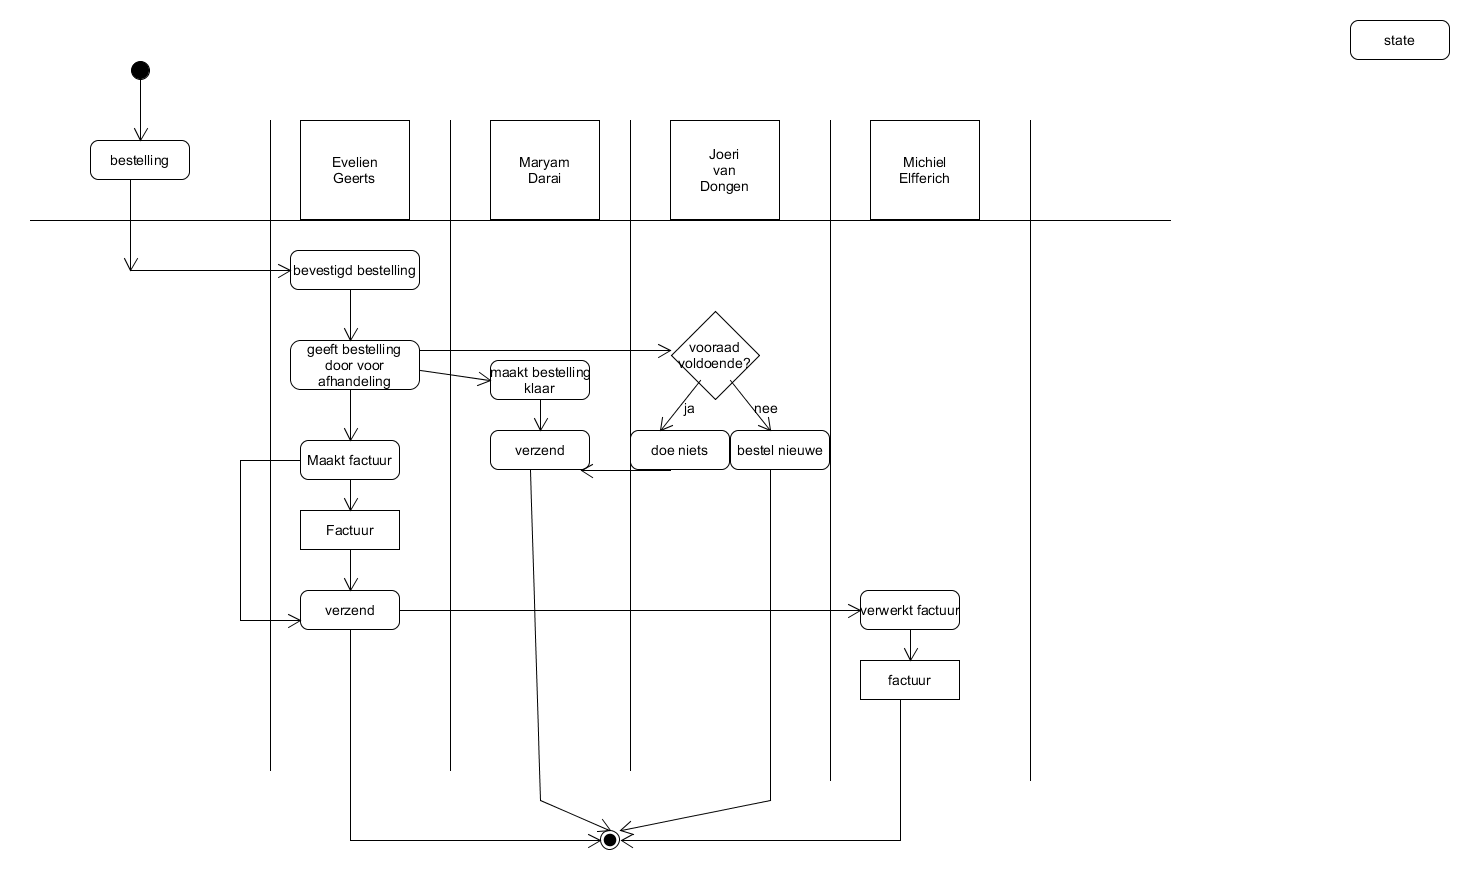 state
bestelling
Evelien
Geerts
Maryam
Darai
Joeri
van
Dongen
Michiel
Elfferich
bevestigd bestelling
geeft bestelling
door voor
afhandeling
maakt bestelling
klaar
vooraad
voldoende?
ja
nee
Maakt factuur
verzend
doe niets
bestel nieuwe
Factuur
verzend
verwerkt factuur
factuur